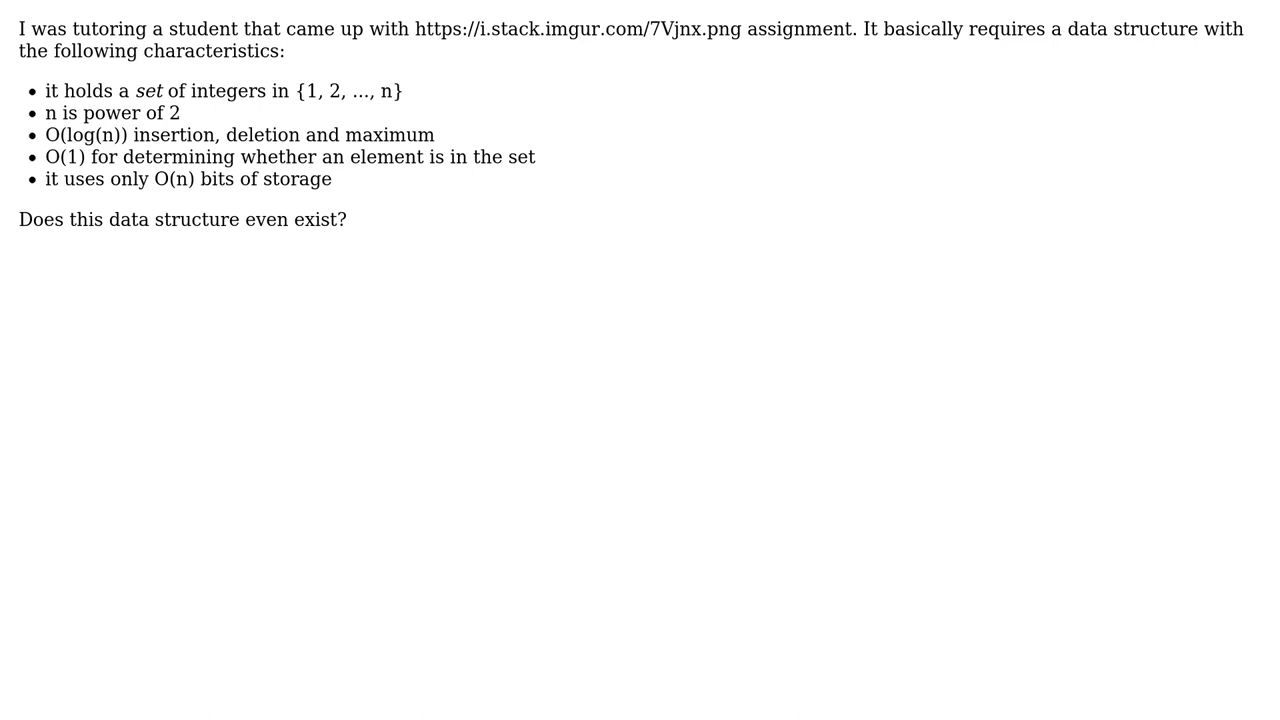 I was tutoring a student that came up with https://i.stack.imgur.com/7Vjnx.png assignment. It basically requires a data structure with
the following characteristics:
• it holds a set of integers in {1, 2, ..., n}
• n is power of 2
• O(log(n)) insertion, deletion and maximum
• O(1) for determining whether an element is in the set
• it uses only O(n) bits of storage
Does this data structure even exist?